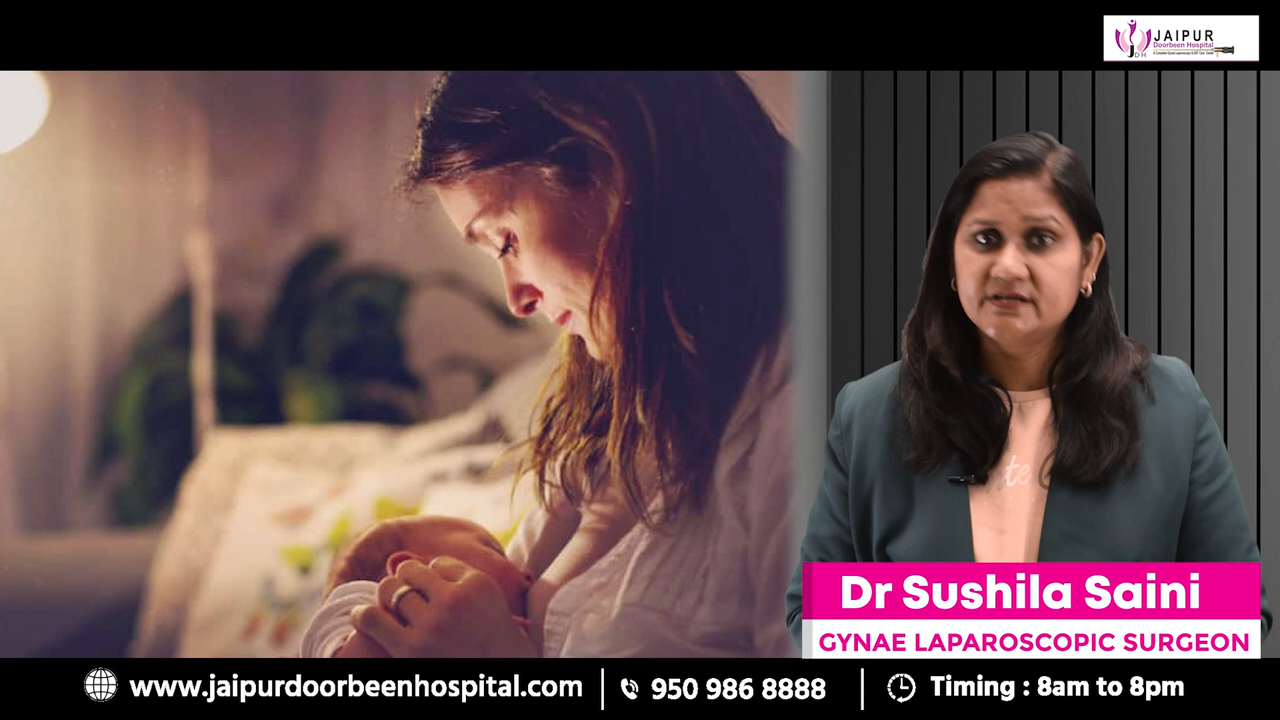 JAIPUR
Doorbeen Hospital
JDH
Dr Sushila Saini
GYNAE LAPAROSCOPIC SURGEON
www.jaipurdoorbeenhospital.com
950 986 8888
Timing : 8am to 8pm